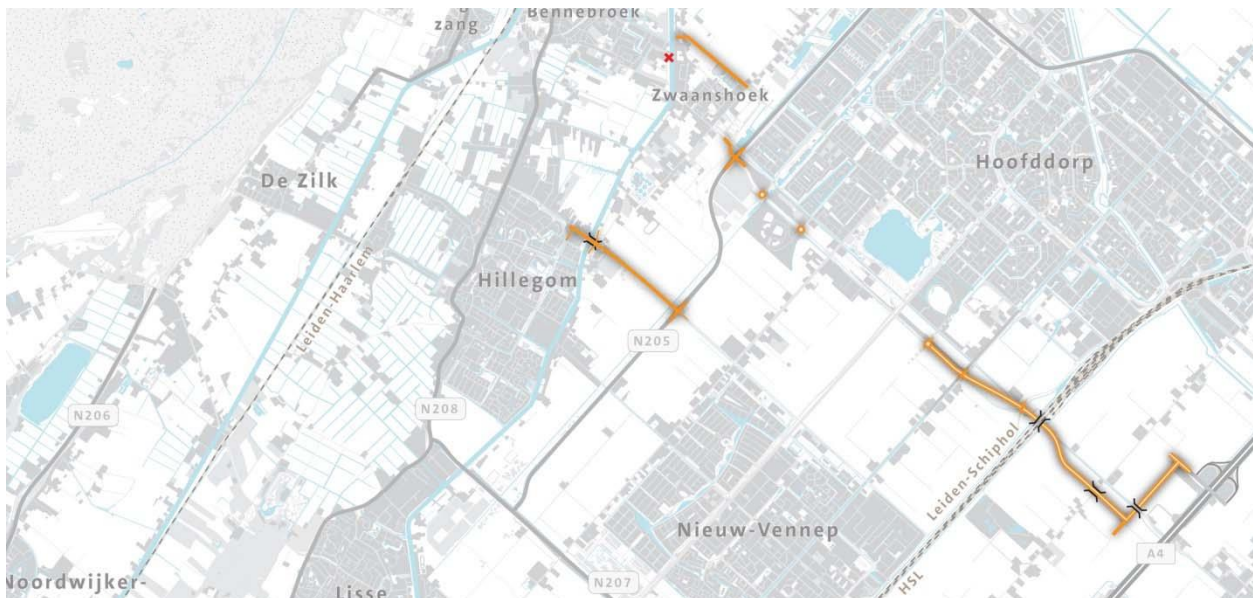 zang
Bennebroek
Zwaanshoek
Hoofddorp
De Zilk
Leiden-Haarlem
Hillegom
N205
N206
N208
Leiden-Schiphol
Nieuw-Vennep
A4
HSL
N207
Noordwijker-
Lisse